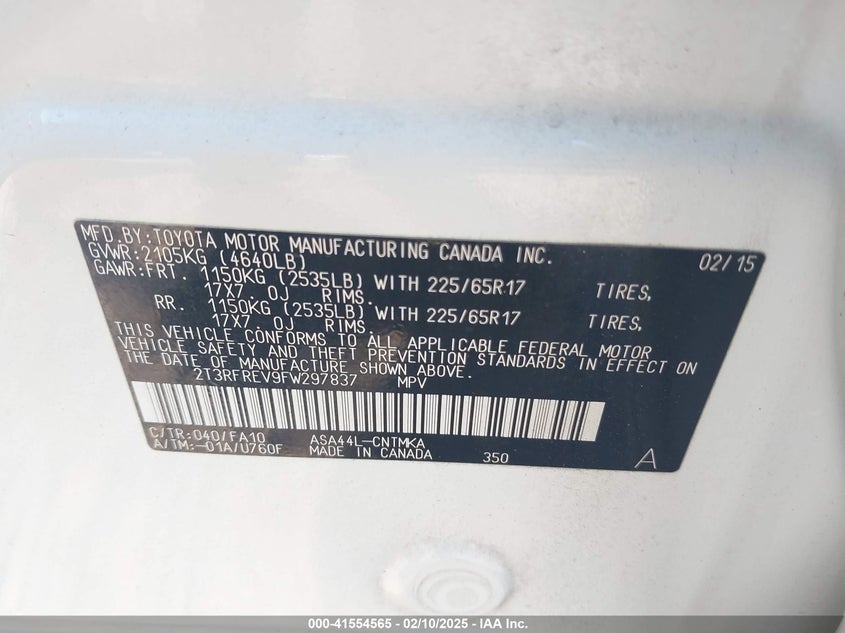 MFD.BY:TOYOTA MOTOR MANUFACTURING CANADA INC. 02/15
GVWR:2105KG (4640LB)
GAWR:FRT. 1150KG (2535LB) WITH 225/65R17 TIRES,
17X7.0J RIMS.
RR. 1150KG (2535LB) WITH 225/65R17 TIRES,
17X7.0J RIMS.
THIS VEHICLE CONFORMS TO ALL APPLICABLE FEDERAL MOTOR
VEHICLE SAFETY AND THEFT PREVENTION STANDARDS IN EFFECT ON
THE DATE OF MANUFACTURE SHOWN ABOVE.
2T3RFREV9FW297837 MPV
C/TR:040/FA10 ASA44L-CNTMKA
A/TM:-01A/U760F MADE IN CANADA 350 A
000-41554565 - 02/10/2025 - IAA Inc.